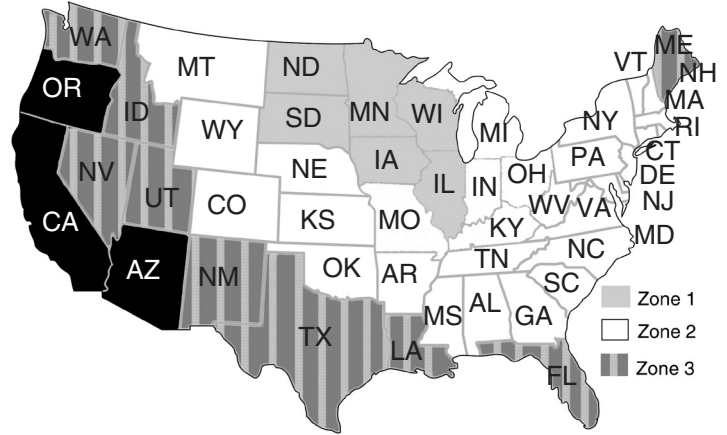 WA
ME
VT
NH
MT
ND
OR
MN
MA
ID
SD
WI
NY
RI
WY
MI
CT
IA
PA
NE
OH
DE
NV
UT
IL
IN
NJ
CO
WV
VA
MO
KS
KY
CA
MD
NC
TN
AZ
NM
OK
AR
SC
MS
AL
GA
Zone 1
Zone 2
TX
LA
Zone 3
FL